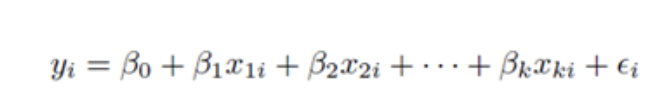 yᵢ = β₀ + β₁x₁ᵢ + β₂x₂ᵢ + ⋯ + βₖxₖᵢ + ϵᵢ